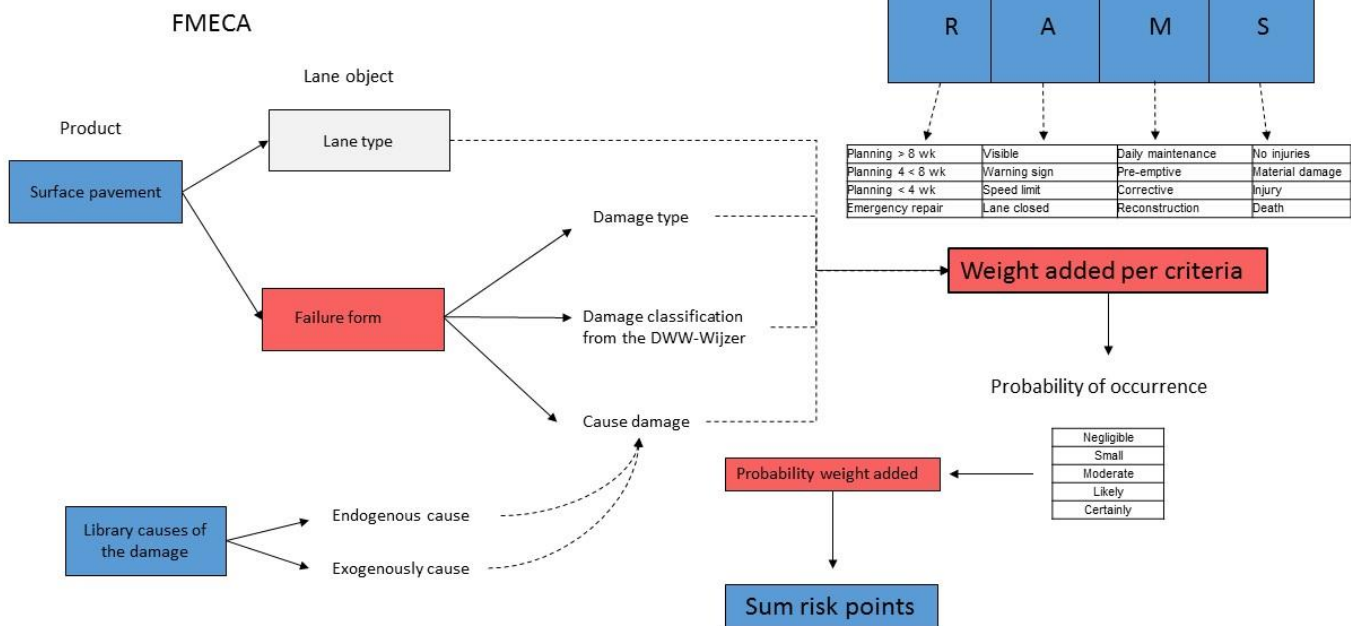 FMECA
R A M S
Lane object
Product
Lane type
Surface pavement
Planning > 8 wk Visible Daily maintenance No injuries
Planning 4 < 8 wk Warning sign Pre-emptive Material damage
Planning < 4 wk Speed limit Corrective Injury
Emergency repair Lane closed Reconstruction Death
Damage type
Weight added per criteria
Failure form
Damage classification
from the DWW-Wijzer
Probability of occurrence
Cause damage
Negligible
Small
Moderate
Likely
Certainly
Probability weight added
Library causes of
the damage
Endogenous cause
Exogenously cause
Sum risk points